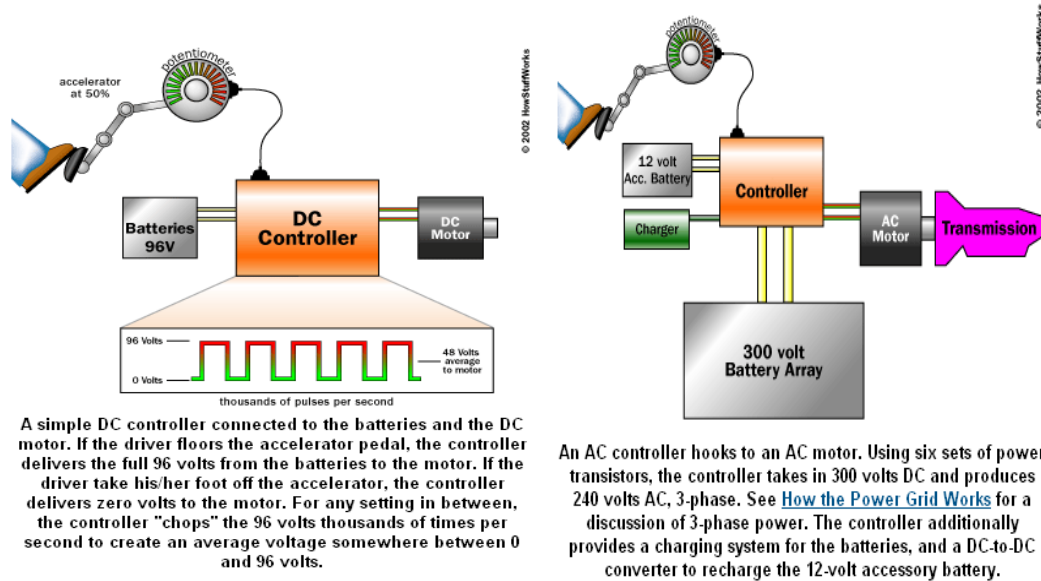 potentiometer
accelerator
at 50%
© 2002 HowStuffWorks
Batteries
96V
DC
Controller
DC
Motor
96 Volts
0 Volts
48 Volts
average
to motor
thousands of pulses per second
A simple DC controller connected to the batteries and the DC
motor. If the driver floors the accelerator pedal, the controller
delivers the full 96 volts from the batteries to the motor. If the
driver take his/her foot off the accelerator, the controller
delivers zero volts to the motor. For any setting in between,
the controller "chops" the 96 volts thousands of times per
second to create an average voltage somewhere between 0
and 96 volts.
potentiometer
© 2002 HowStuffWorks
12 volt
Acc. Battery
Charger
Controller
AC
Motor
Transmission
300 volt
Battery Array
An AC controller hooks to an AC motor. Using six sets of power
transistors, the controller takes in 300 volts DC and produces
240 volts AC, 3-phase. See How the Power Grid Works for a
discussion of 3-phase power. The controller additionally
provides a charging system for the batteries, and a DC-to-DC
converter to recharge the 12-volt accessory battery.